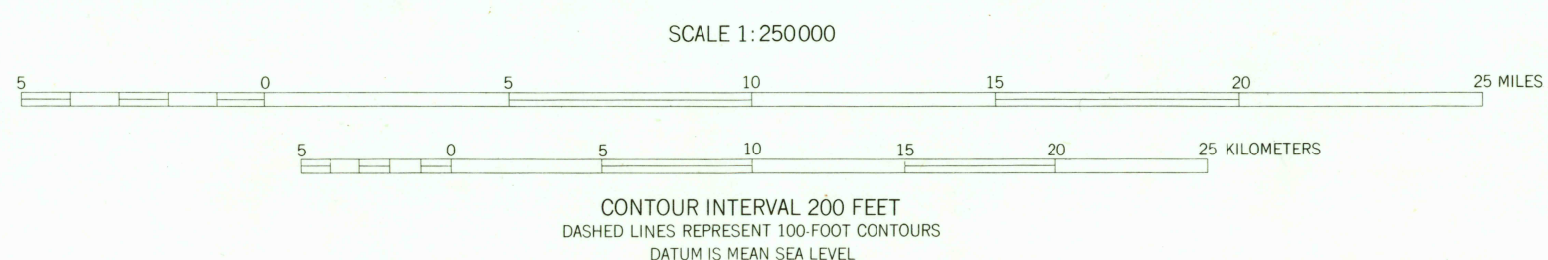 SCALE 1:250000
5 0 5 10 15 20 25 MILES
5 0 5 10 15 20 25 KILOMETERS
CONTOUR INTERVAL 200 FEET
DASHED LINES REPRESENT 100-FOOT CONTOURS
DATUM IS MEAN SEA LEVEL